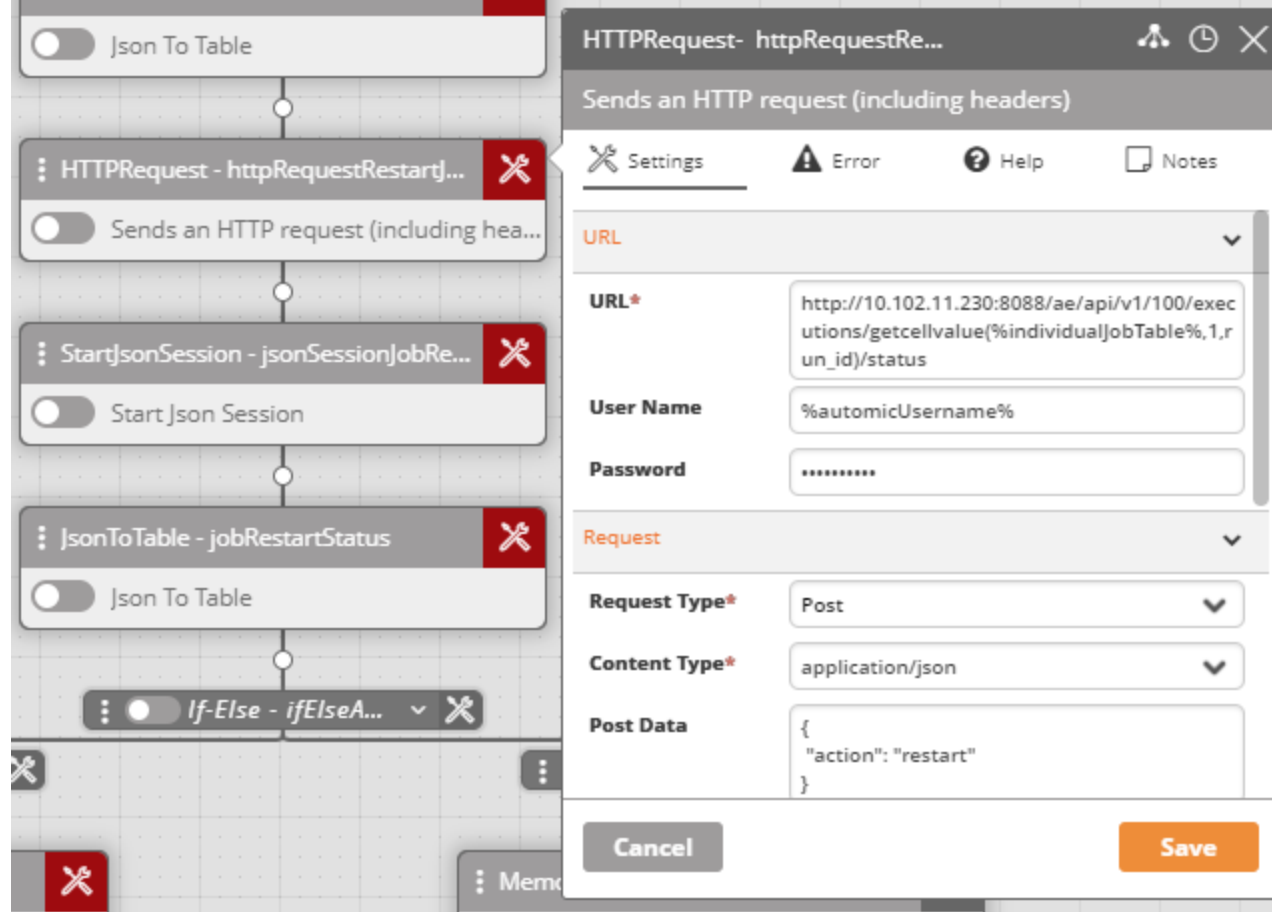 Json To Table
HTTPRequest - httpRequestRestartJ...
Sends an HTTP request (including hea...
StartJsonSession - jsonSessionJobRe...
Start Json Session
JsonToTable - jobRestartStatus
Json To Table
If-Else - ifElseA...
Memo
HTTPRequest- httpRequestRe...
Sends an HTTP request (including headers)
Settings
Error
Help
Notes
URL
URL*
http://10.102.11.230:8088/ae/api/v1/100/exec
utions/getcellvalue(%individualJobTable%,1,r
un_id)/status
User Name
%automicUsername%
Password
••••••••••
Request
Request Type*
Post
Content Type*
application/json
Post Data
{
"action": "restart"
}
Cancel
Save